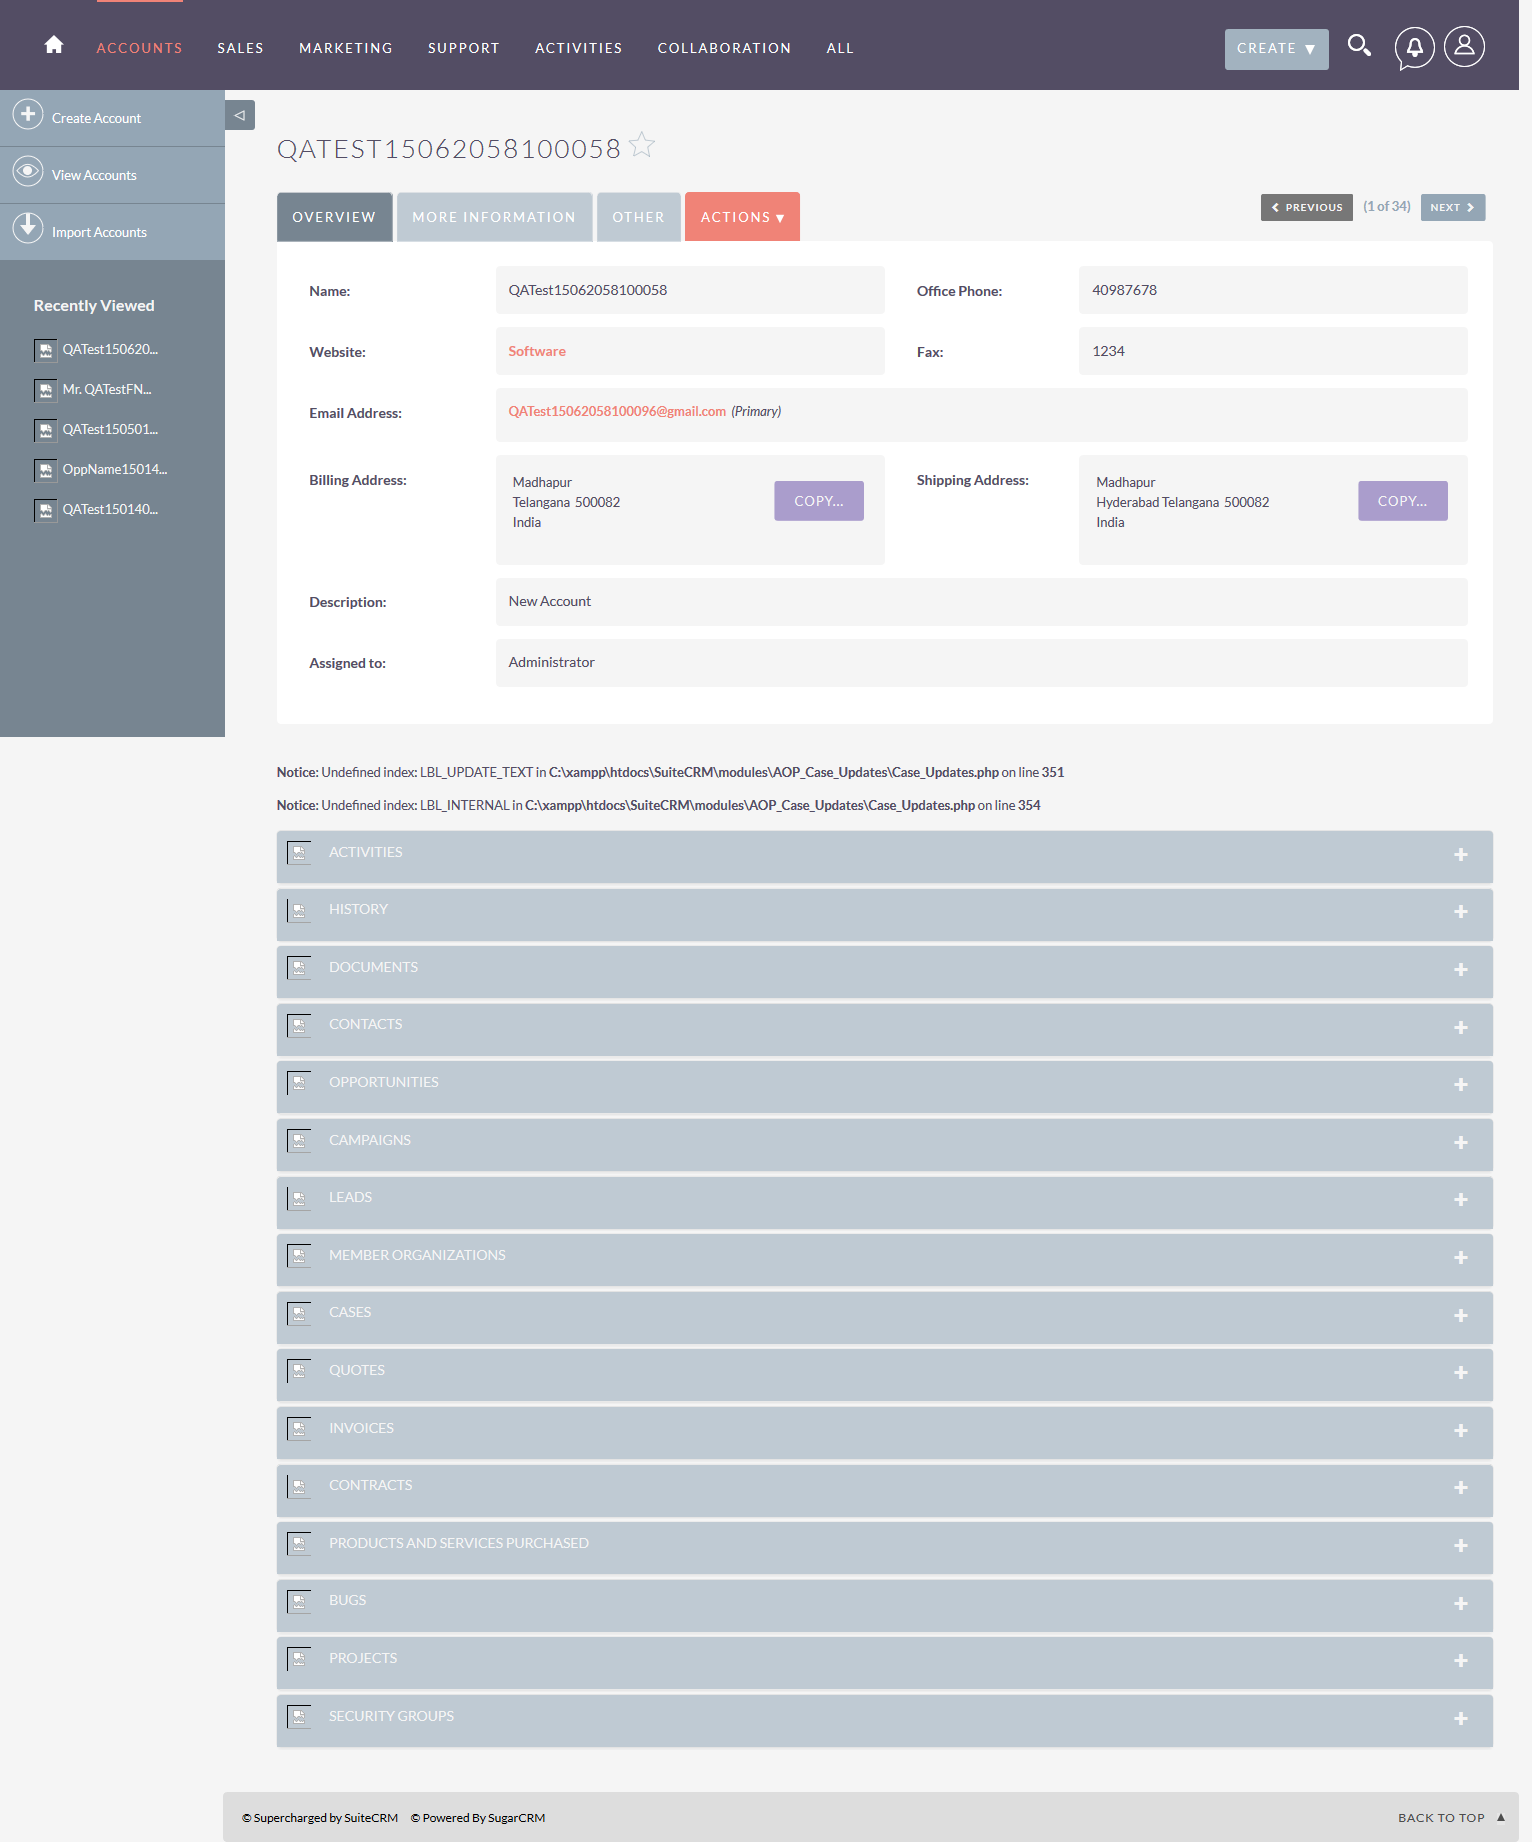 ACCOUNTS SALES MARKETING SUPPORT ACTIVITIES COLLABORATION ALL CREATE ▼
Create Account
View Accounts
Import Accounts
Recently Viewed
QATest150620...
Mr. QATestFN...
QATest150501...
OppName15014...
QATest150140...
QATEST15062058100058
OVERVIEW MORE INFORMATION OTHER ACTIONS ▼ PREVIOUS (1 of 34) NEXT
Name: QATest15062058100058 Office Phone: 40987678
Website: Software Fax: 1234
Email Address: QATest15062058100096@gmail.com (Primary)
Billing Address: Madhapur
Telangana 500082
India
COPY...
Shipping Address: Madhapur
Hyderabad Telangana 500082
India
COPY...
Description: New Account
Assigned to: Administrator
Notice: Undefined index: LBL_UPDATE_TEXT in C:\xampp\htdocs\SuiteCRM\modules\AOP_Case_Updates\Case_Updates.php on line 351
Notice: Undefined index: LBL_INTERNAL in C:\xampp\htdocs\SuiteCRM\modules\AOP_Case_Updates\Case_Updates.php on line 354
ACTIVITIES
HISTORY
DOCUMENTS
CONTACTS
OPPORTUNITIES
CAMPAIGNS
LEADS
MEMBER ORGANIZATIONS
CASES
QUOTES
INVOICES
CONTRACTS
PRODUCTS AND SERVICES PURCHASED
BUGS
PROJECTS
SECURITY GROUPS
© Supercharged by SuiteCRM © Powered By SugarCRM BACK TO TOP ▲